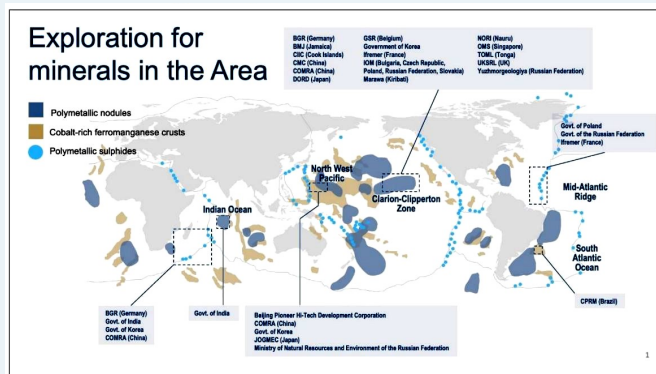 Exploration for
minerals in the Area
BGR (Germany)
BMJ (Jamaica)
CIIC (Cook Islands)
CMC (China)
COMRA (China)
DORD (Japan)
GSR (Belgium)
Government of Korea
Ifremer (France)
IOM (Bulgaria, Czech Republic,
Poland, Russian Federation, Slovakia)
Marawa (Kiribati)
NORI (Nauru)
OMS (Singapore)
TOML (Tonga)
UKSRL (UK)
Yuzhmorgeologiya (Russian Federation)
Polymetallic nodules
Cobalt-rich ferromanganese crusts
Polymetallic sulphides
Govt. of Poland
Govt. of the Russian Federation
Ifremer (France)
North West
Pacific
Clarion-Clipperton
Zone
Mid-Atlantic
Ridge
Indian Ocean
South
Atlantic
Ocean
CPRM (Brazil)
BGR (Germany)
Govt. of India
Govt. of Korea
COMRA (China)
Govt. of India
Beijing Pioneer Hi-Tech Development Corporation
COMRA (China)
Govt. of Korea
JOGMEC (Japan)
Ministry of Natural Resources and Environment of the Russian Federation
1